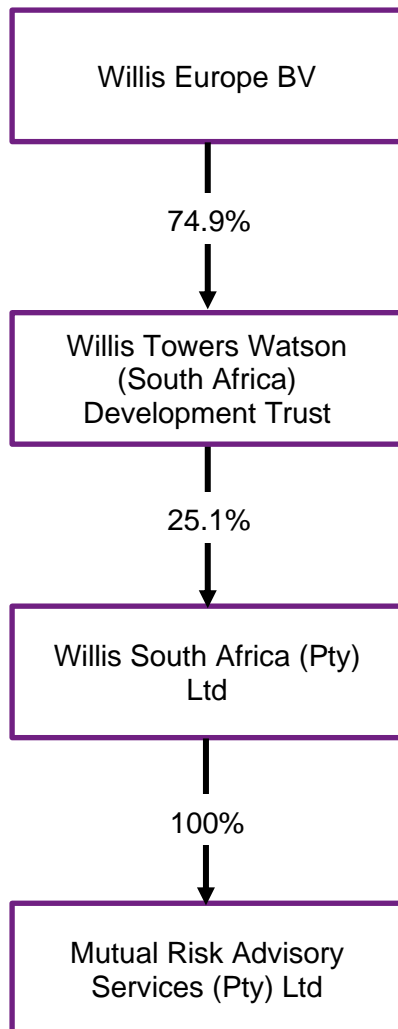 Willis Europe BV
74.9%
Willis Towers Watson
(South Africa)
Development Trust
25.1%
Willis South Africa (Pty)
Ltd
100%
Mutual Risk Advisory
Services (Pty) Ltd